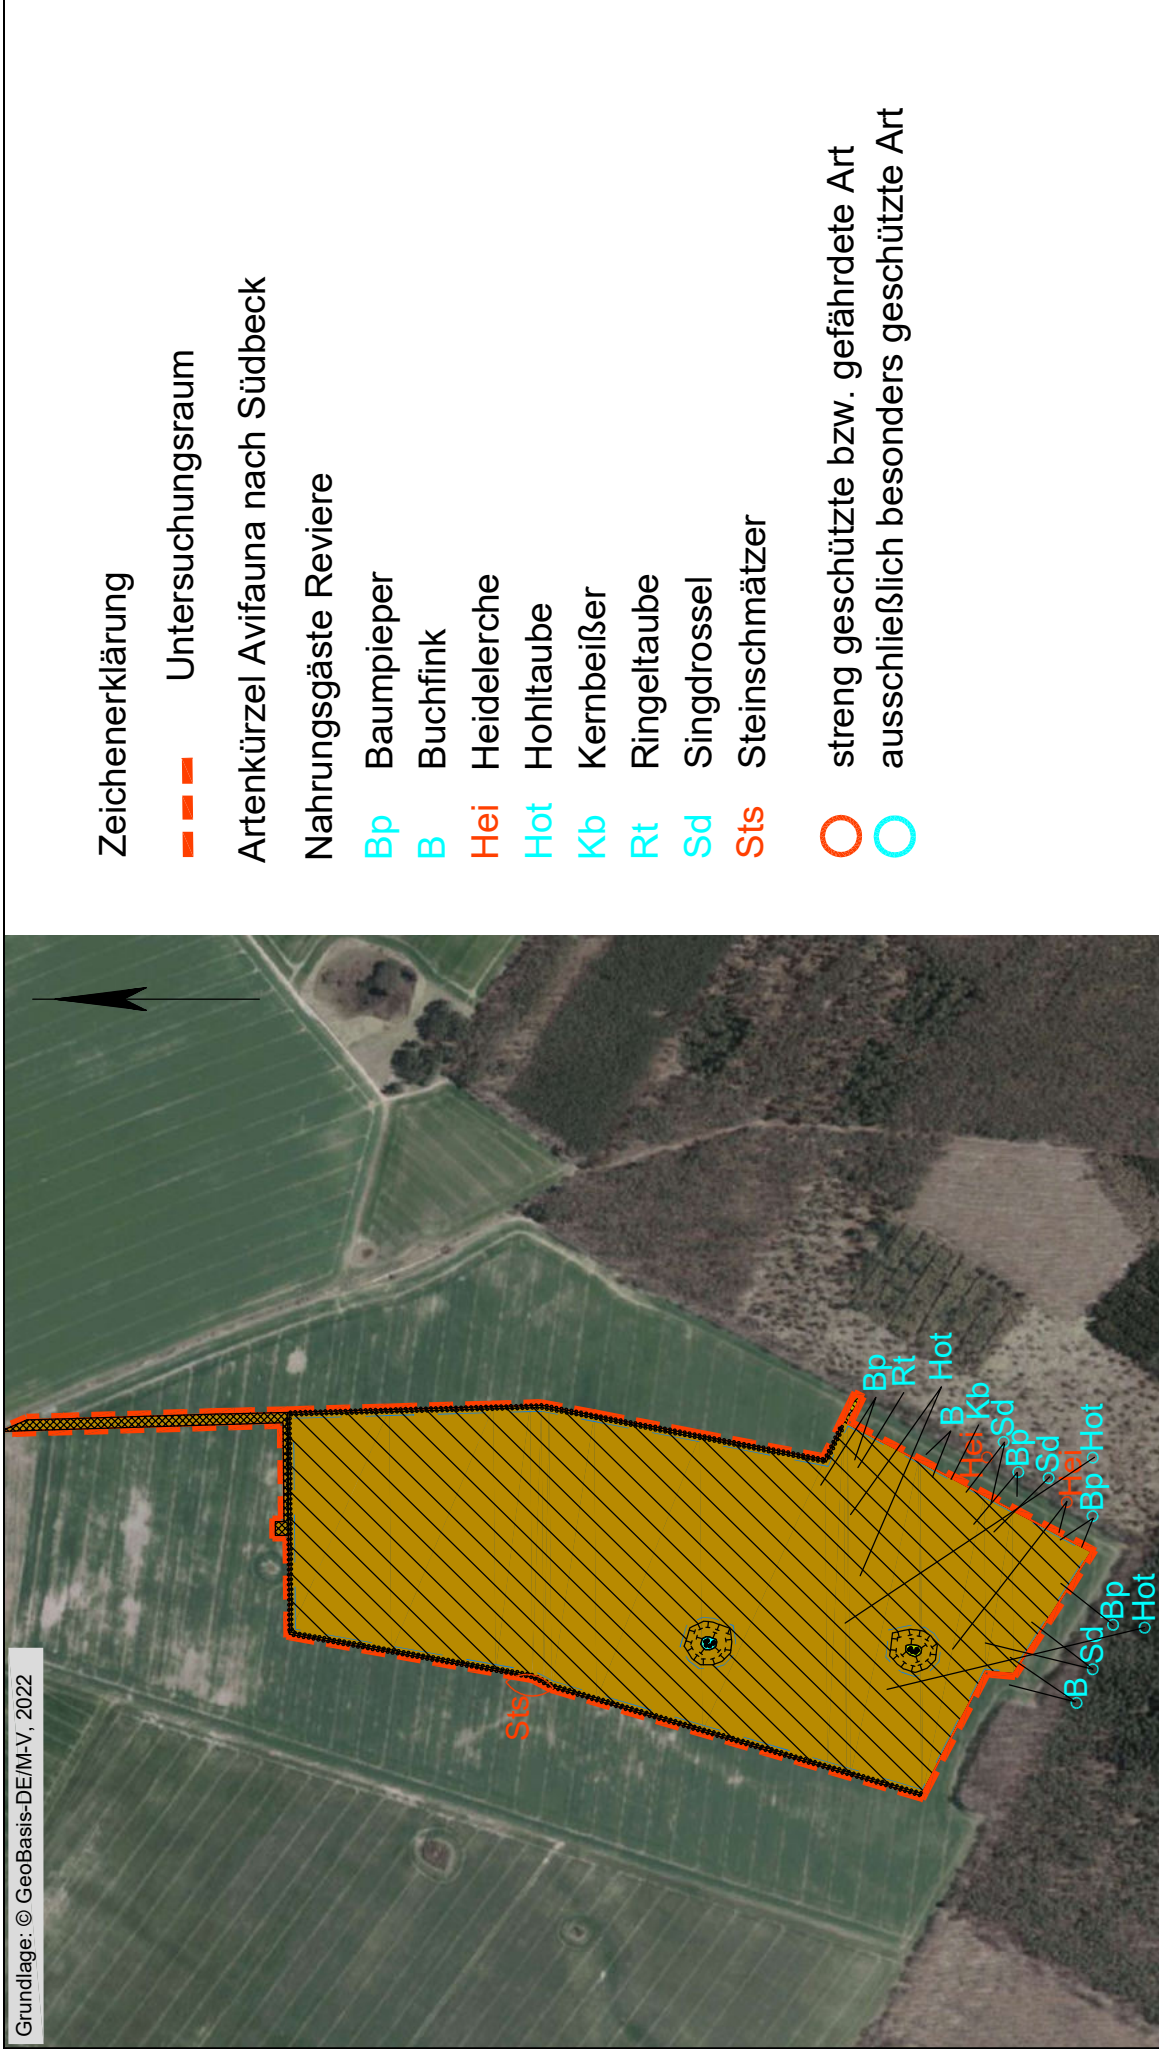 Grundlage: © GeoBasis-DE/M-V, 2022
Zeichenerklärung
Untersuchungsraum
Artenkürzel Avifauna nach Südbeck
Nahrungsgäste Reviere
Bp Baumpieper
B Buchfink
Hei Heidelerche
Hot Hohltaube
Kb Kernbeißer
Rt Ringeltaube
Sd Singdrossel
Sts Steinschmätzer
streng geschützte bzw. gefährdete Art
ausschließlich besonders geschützte Art
Sts
Bp
Rt
Hot
B
Kb
Hei
Sd
Bp
Sd
Hei
Hot
Bp
Bp
Hot
Sd
B